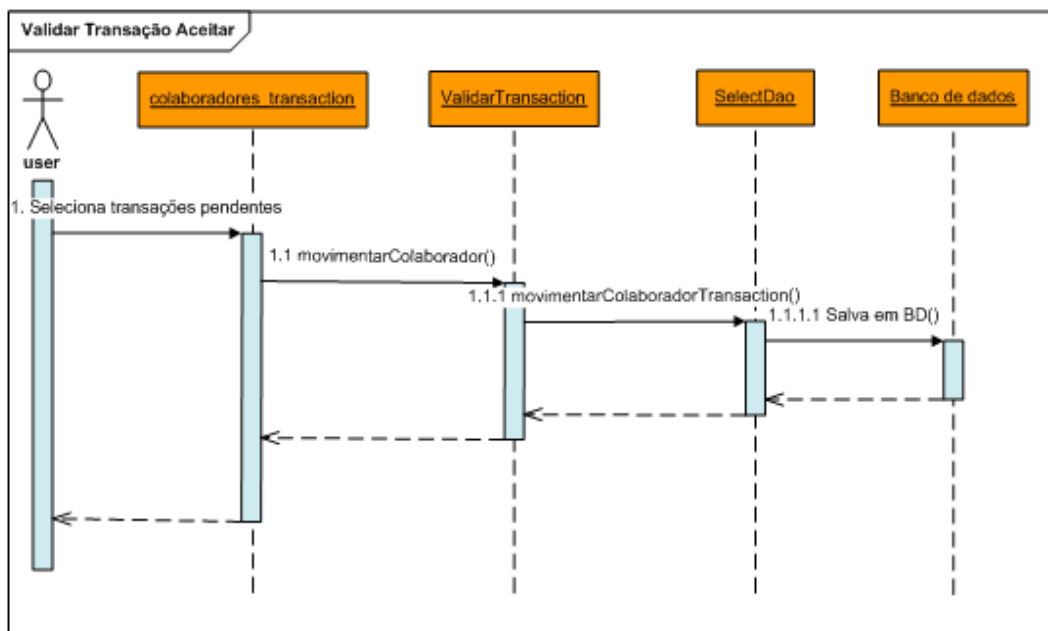 Validar Transação Aceitar
colaboradores_transaction
ValidarTransaction
SelectDao
Banco de dados
user
1. Seleciona transações pendentes
1.1 movimentarColaborador()
1.1.1 movimentarColaboradorTransaction()
1.1.1.1 Salva em BD()